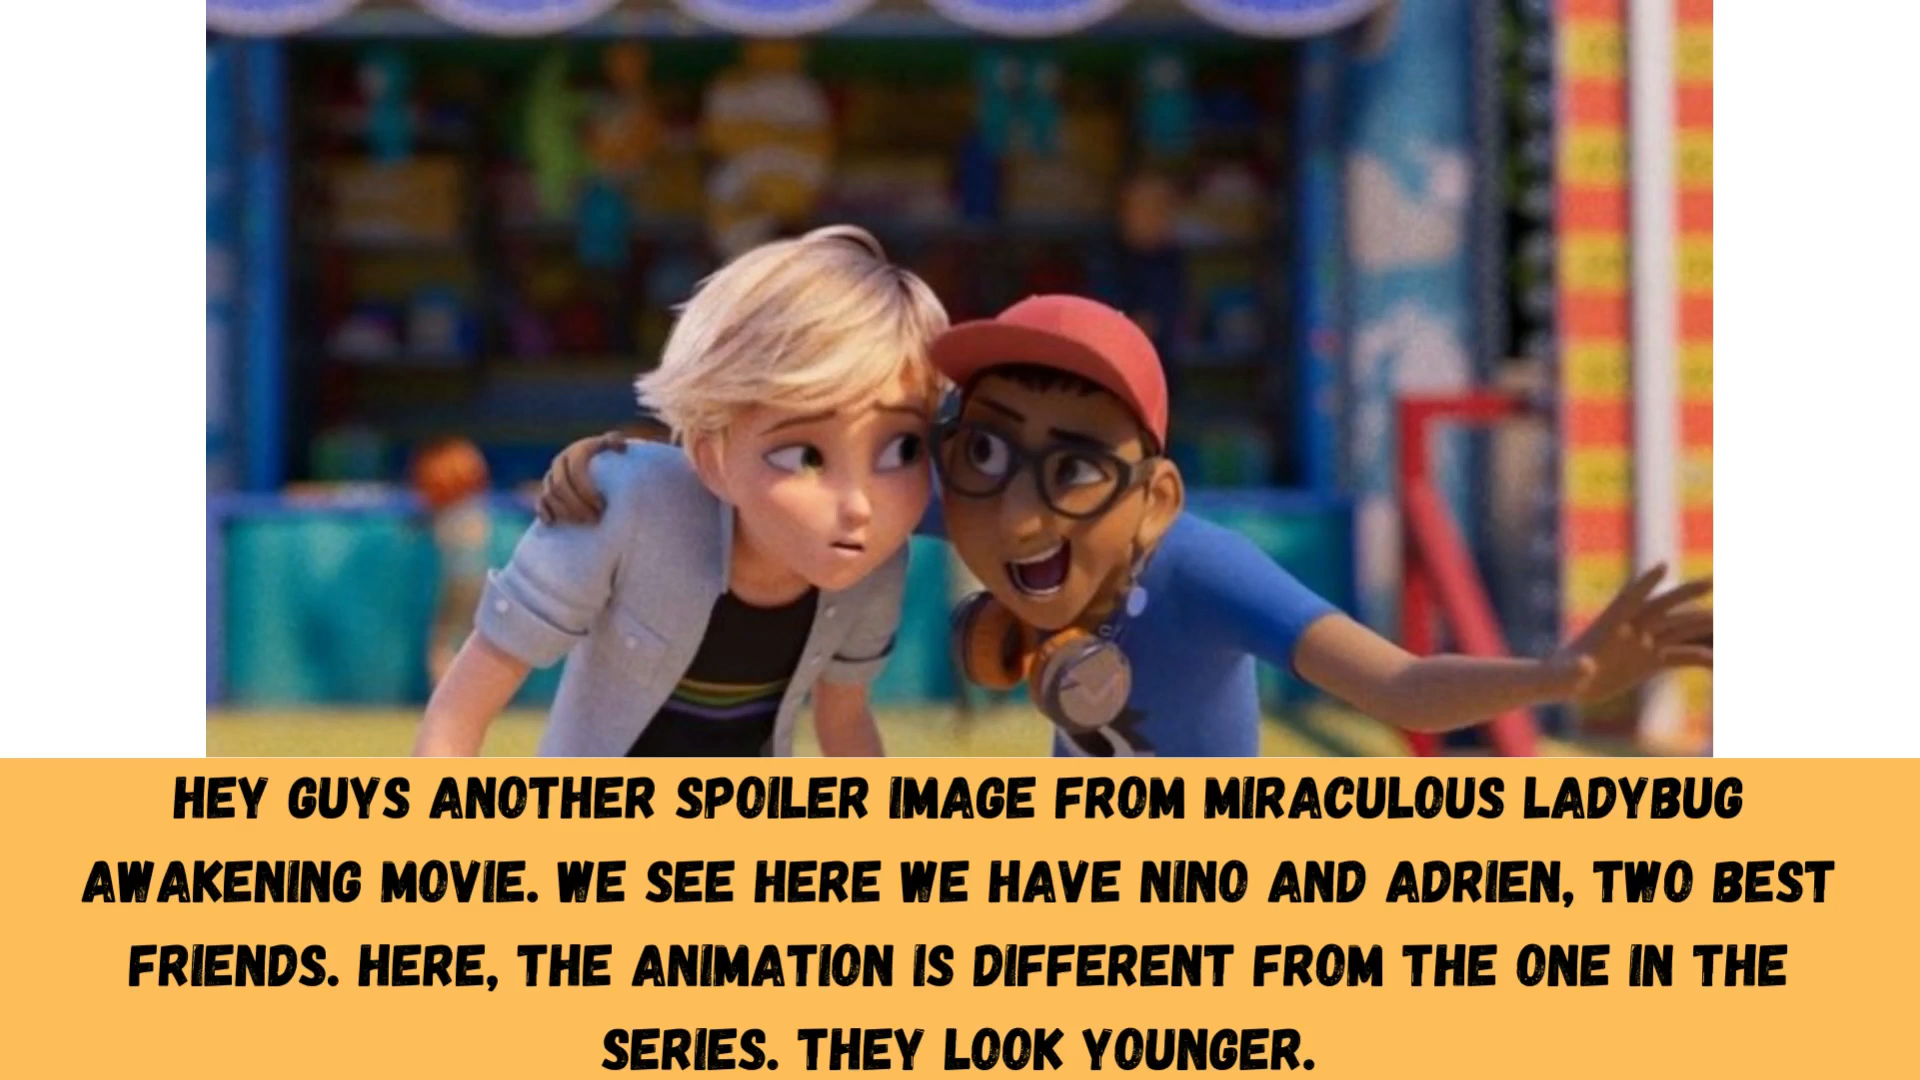 HEY GUYS ANOTHER SPOILER IMAGE FROM MIRACULOUS LADYBUG
AWAKENING MOVIE. WE SEE HERE WE HAVE NINO AND ADRIEN, TWO BEST
FRIENDS. HERE, THE ANIMATION IS DIFFERENT FROM THE ONE IN THE
SERIES. THEY LOOK YOUNGER.